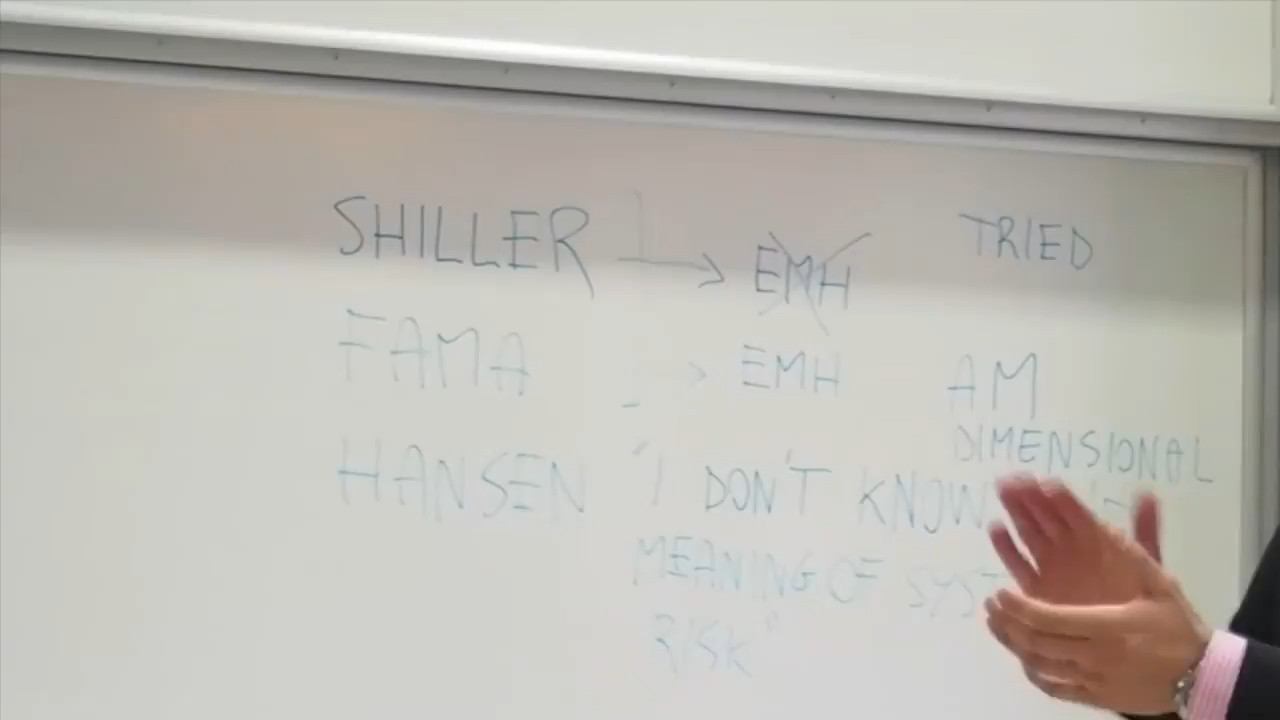 SHILLER → EMH TRIED
FAMA → EMH AM
DIMENSIONAL
HANSEN "I DON'T KNOW
MEANING OF
RISK"